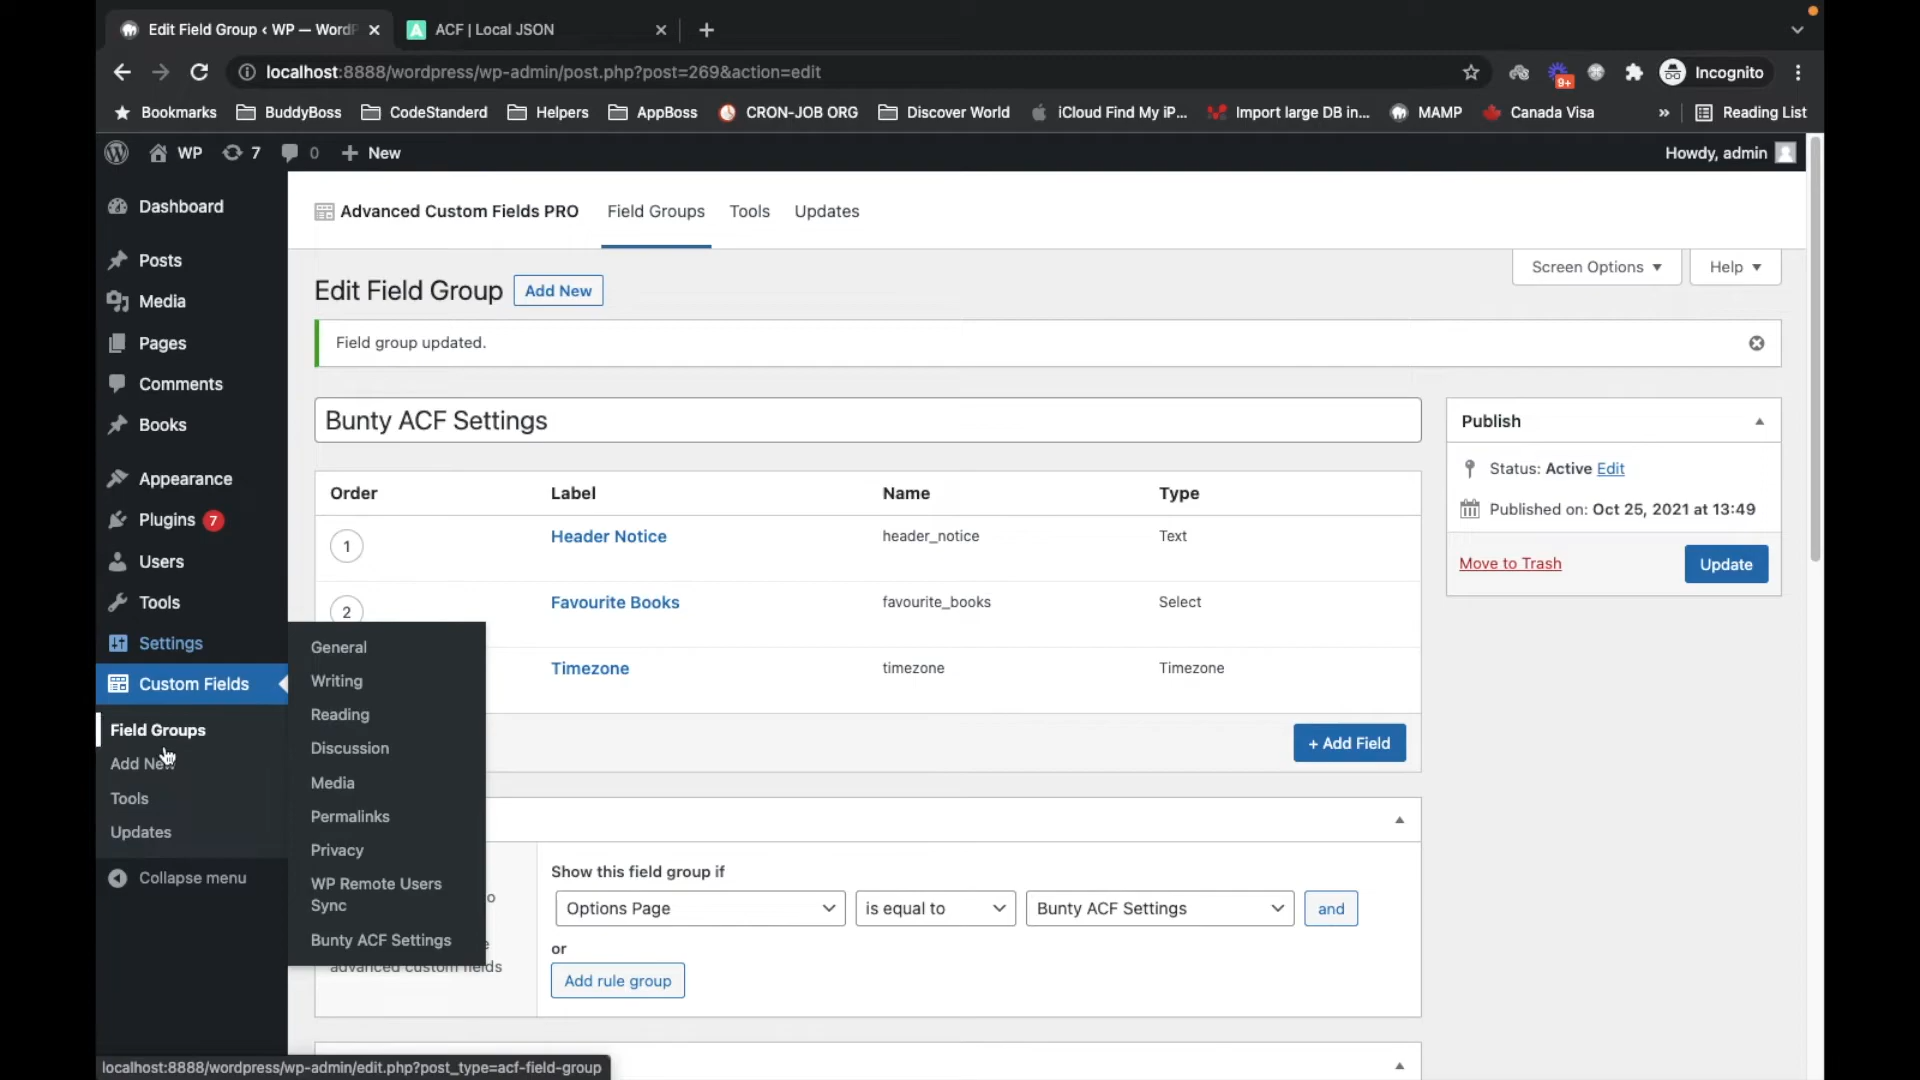 Edit Field Group ‹ WP — WordP
ACF | Local JSON
localhost:8888/wordpress/wp-admin/post.php?post=269&action=edit
9+
Incognito
Bookmarks
BuddyBoss
CodeStanderd
Helpers
AppBoss
CRON-JOB ORG
Discover World
iCloud Find My iP...
Import large DB in...
MAMP
Canada Visa
»
Reading List
WP
7
0
New
Howdy, admin
Dashboard
Posts
Media
Pages
Comments
Books
Appearance
Plugins 7
Users
Tools
Settings
Custom Fields
Field Groups
Add New
Tools
Updates
Collapse menu
General
Writing
Reading
Discussion
Media
Permalinks
Privacy
WP Remote Users
Sync
Bunty ACF Settings
Advanced Custom Fields PRO
Field Groups
Tools
Updates
Screen Options
Help
Edit Field Group
Add New
Field group updated.
Bunty ACF Settings
Order Label Name Type
1 Header Notice header_notice Text
2 Favourite Books favourite_books Select
Timezone timezone Timezone
+ Add Field
Publish
Status: Active Edit
Published on: Oct 25, 2021 at 13:49
Move to Trash
Update
Show this field group if
Options Page
is equal to
Bunty ACF Settings
and
or
Add rule group
advanced custom fields
localhost:8888/wordpress/wp-admin/edit.php?post_type=acf-field-group